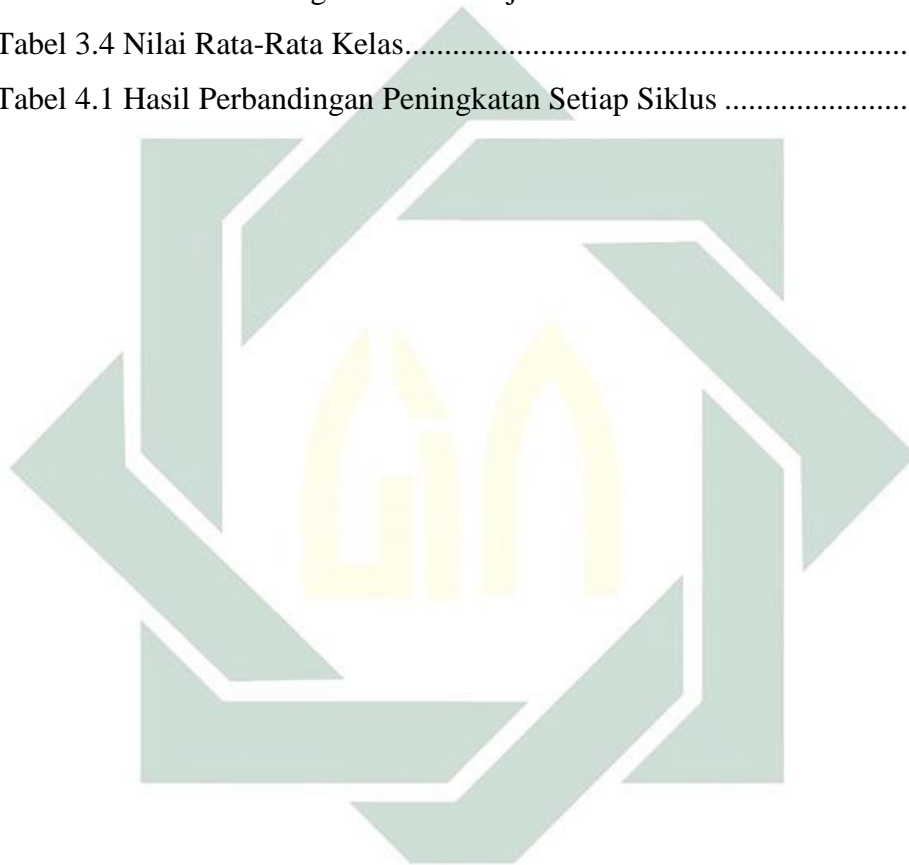 Tabel 3.4 Nilai Rata-Rata Kelas
Tabel 4.1 Hasil Perbandingan Peningkatan Setiap Siklus